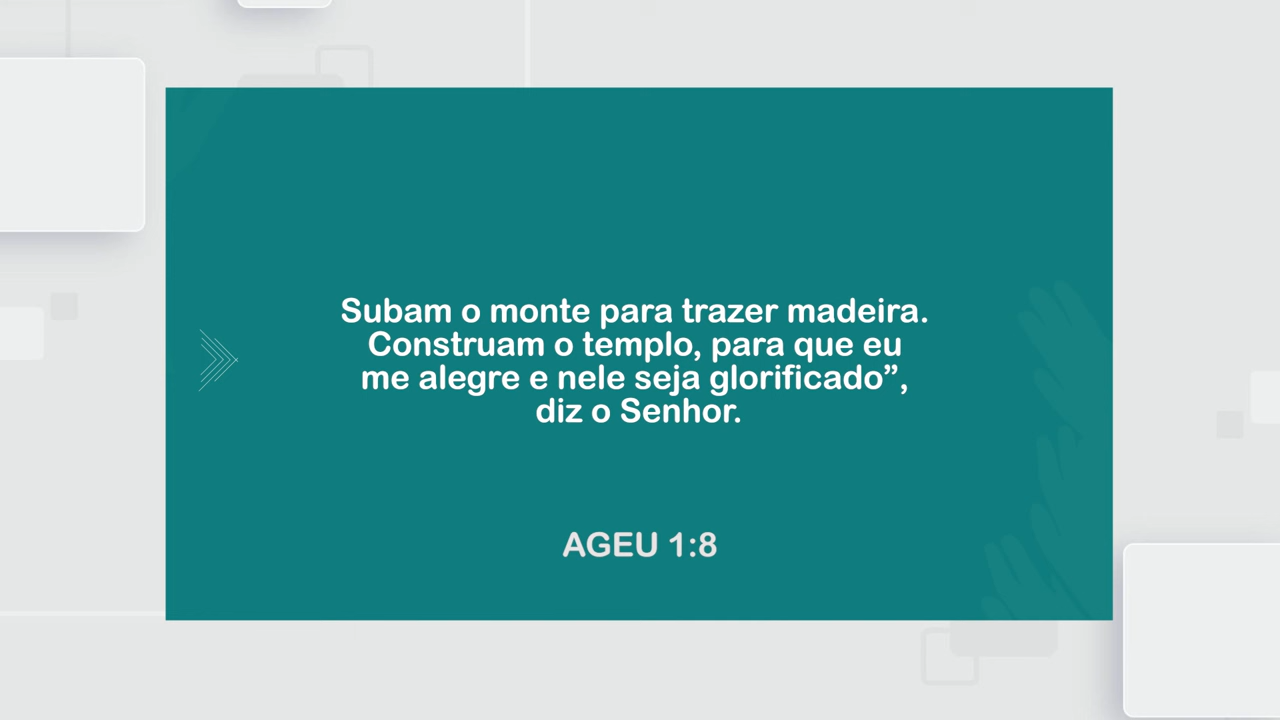 Subam o monte para trazer madeira.
Construam o templo, para que eu
me alegre e nele seja glorificado”,
diz o Senhor.
AGEU 1:8